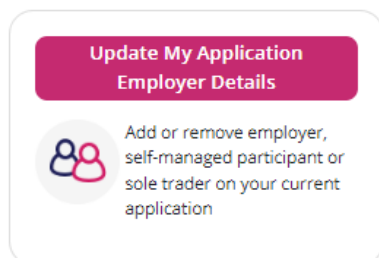 Update My Application
Employer Details
Add or remove employer,
self-managed participant or
sole trader on your current
application